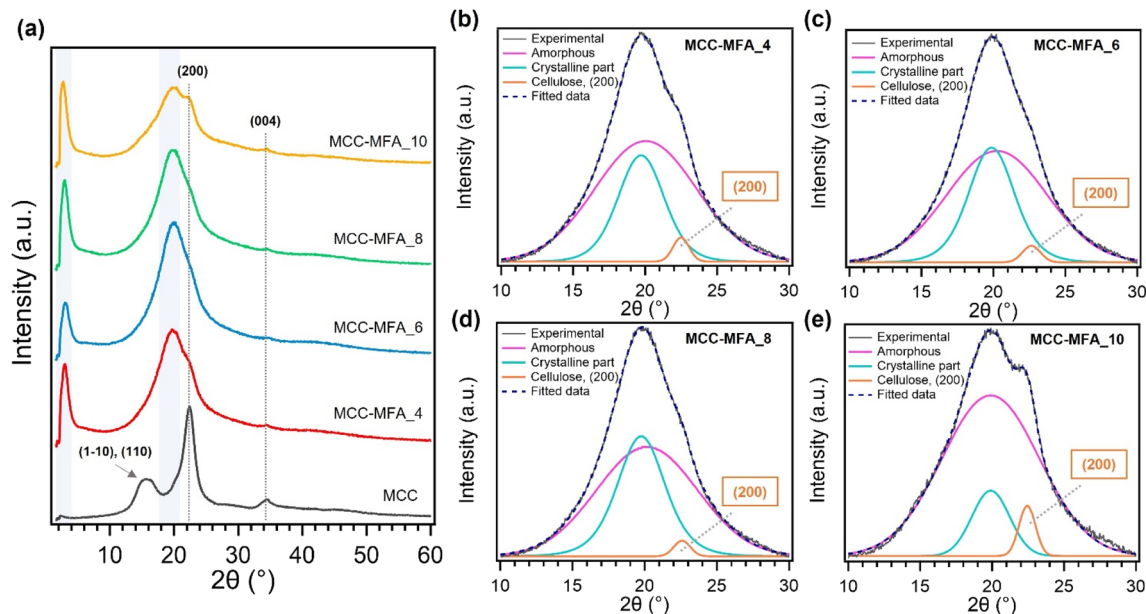 (a)
Intensity (a.u.)
(200)
(004)
MCC-MFA_10
MCC-MFA_8
MCC-MFA_6
MCC-MFA_4
(1-10), (110)
MCC
10 20 30 40 50 60
2θ (°)
(b)
Intensity (a.u.)
Experimental
Amorphous
Crystalline part
Cellulose, (200)
Fitted data
MCC-MFA_4
(200)
10 15 20 25 30
2θ (°)
(c)
Intensity (a.u.)
Experimental
Amorphous
Crystalline part
Cellulose, (200)
Fitted data
MCC-MFA_6
(200)
10 15 20 25 30
2θ (°)
(d)
Intensity (a.u.)
Experimental
Amorphous
Crystalline part
Cellulose, (200)
Fitted data
MCC-MFA_8
(200)
10 15 20 25 30
2θ (°)
(e)
Intensity (a.u.)
Experimental
Amorphous
Crystalline part
Cellulose, (200)
Fitted data
MCC-MFA_10
(200)
10 15 20 25 30
2θ (°)